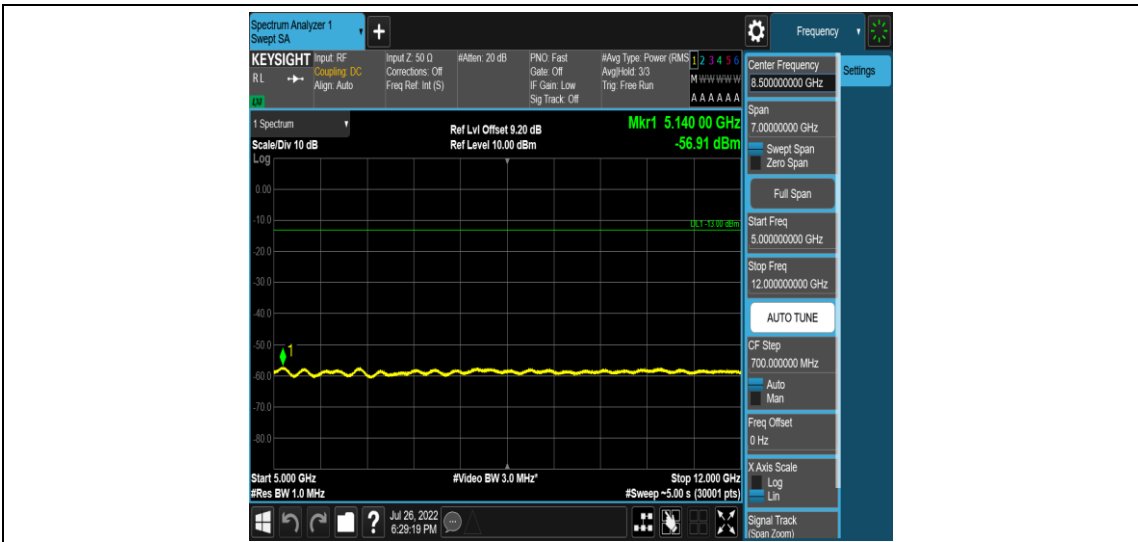 Spectrum Analyzer 1
Swept SA
+
Frequency
KEYSIGHT
RL
LXI
Input: RF
Coupling: DC
Align: Auto
Input Z: 50 Ω
Corrections: Off
Freq Ref: Int (S)
#Atten: 20 dB
PNO: Fast
Gate: Off
IF Gain: Low
Sig Track: Off
#Avg Type: Power (RMS
Avg|Hold: 3/3
Trig: Free Run
1 2 3 4 5 6
M W W W W W
A A A A A A
Center Frequency
8.500000000 GHz
Settings
1 Spectrum
Scale/Div 10 dB
Ref Lvl Offset 9.20 dB
Ref Level 10.00 dBm
Mkr1 5.140 00 GHz
-56.91 dBm
Log
0.00
-10.0
-20.0
-30.0
-40.0
-50.0
-60.0
-70.0
-80.0
DL1 -13.00 dBm
1
Start 5.000 GHz
#Res BW 1.0 MHz
#Video BW 3.0 MHz*
Stop 12.000 GHz
#Sweep ~5.00 s (30001 pts)
Span
7.00000000 GHz
Swept Span
Zero Span
Full Span
Start Freq
5.000000000 GHz
Stop Freq
12.000000000 GHz
AUTO TUNE
CF Step
700.000000 MHz
Auto
Man
Freq Offset
0 Hz
X Axis Scale
Log
Lin
Signal Track
(Span Zoom)
?
Jul 26, 2022
6:29:19 PM